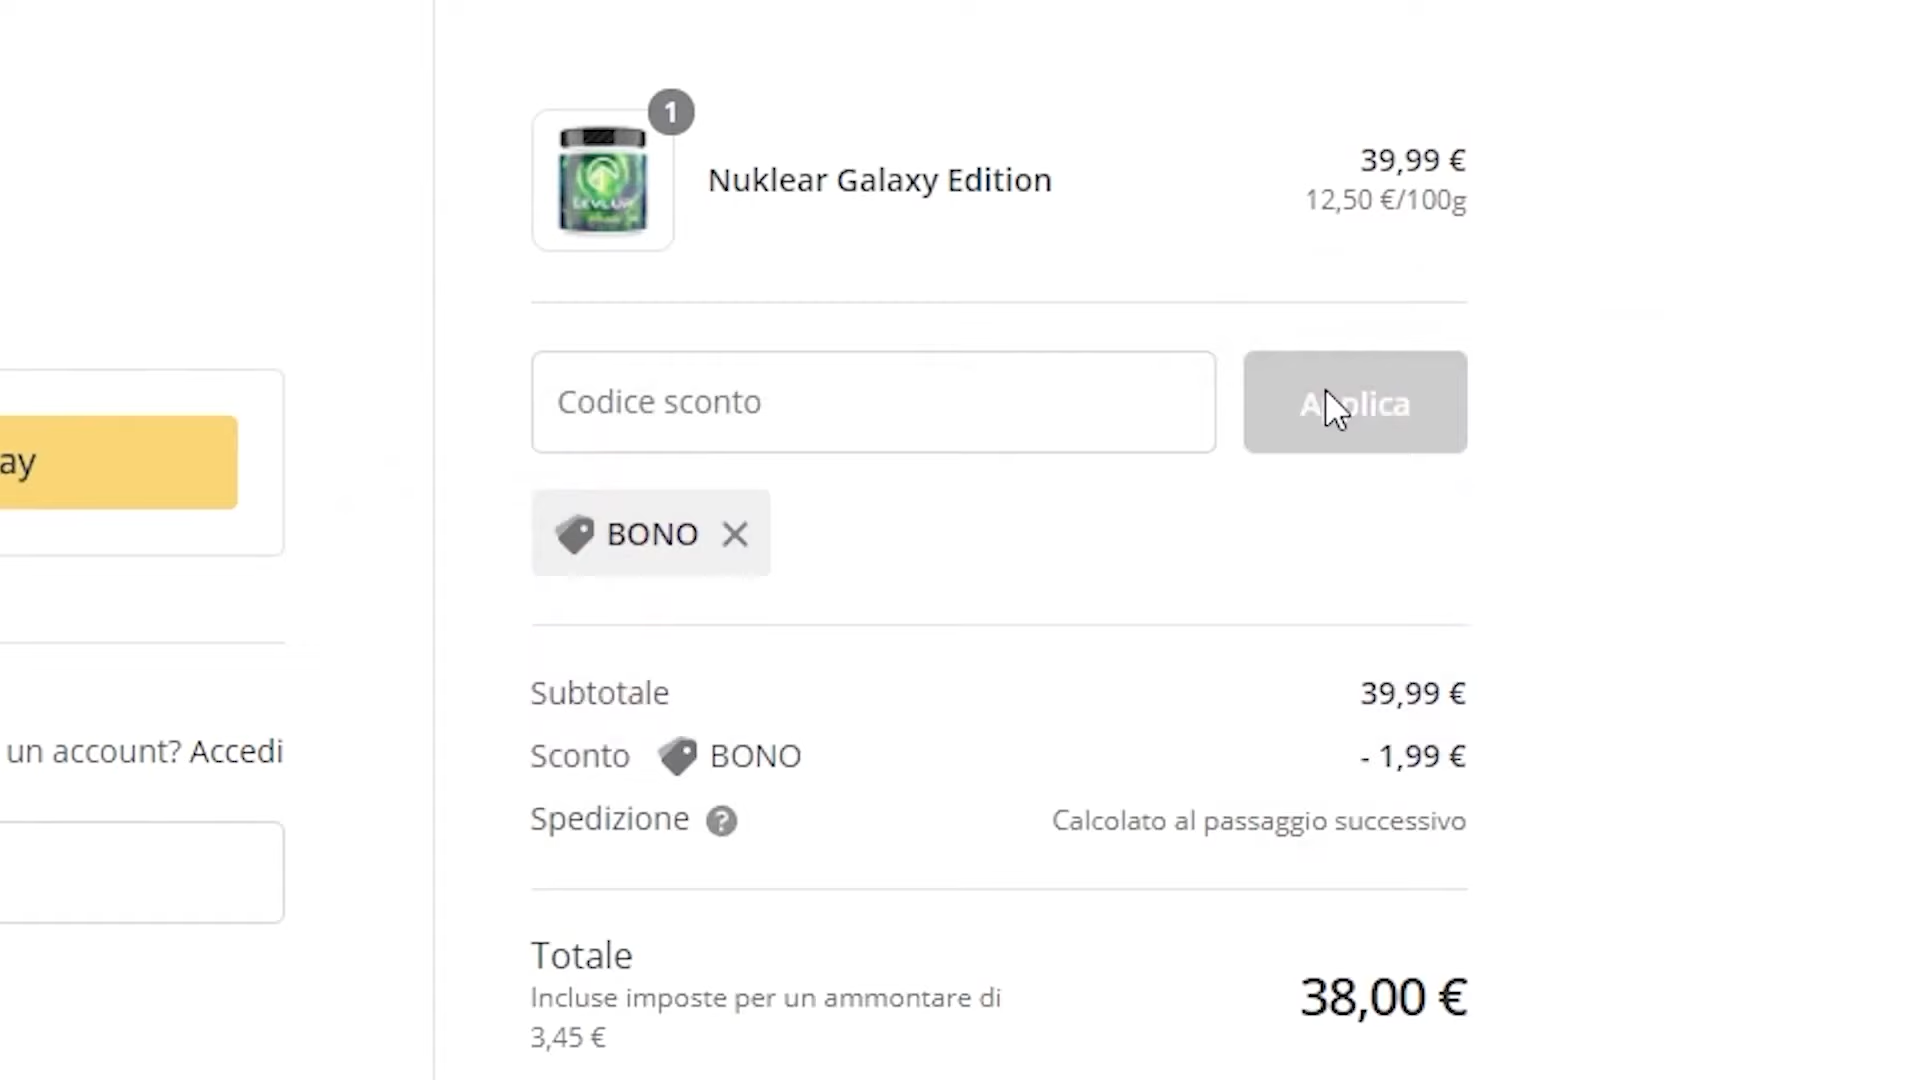 1
LEVLUP
Nuklear Galaxy Edition
39,99 €
12,50 €/100g
Codice sconto
Applica
ay
BONO
Subtotale
39,99 €
un account? Accedi
Sconto BONO
- 1,99 €
Spedizione ?
Calcolato al passaggio successivo
Totale
Incluse imposte per un ammontare di
3,45 €
38,00 €